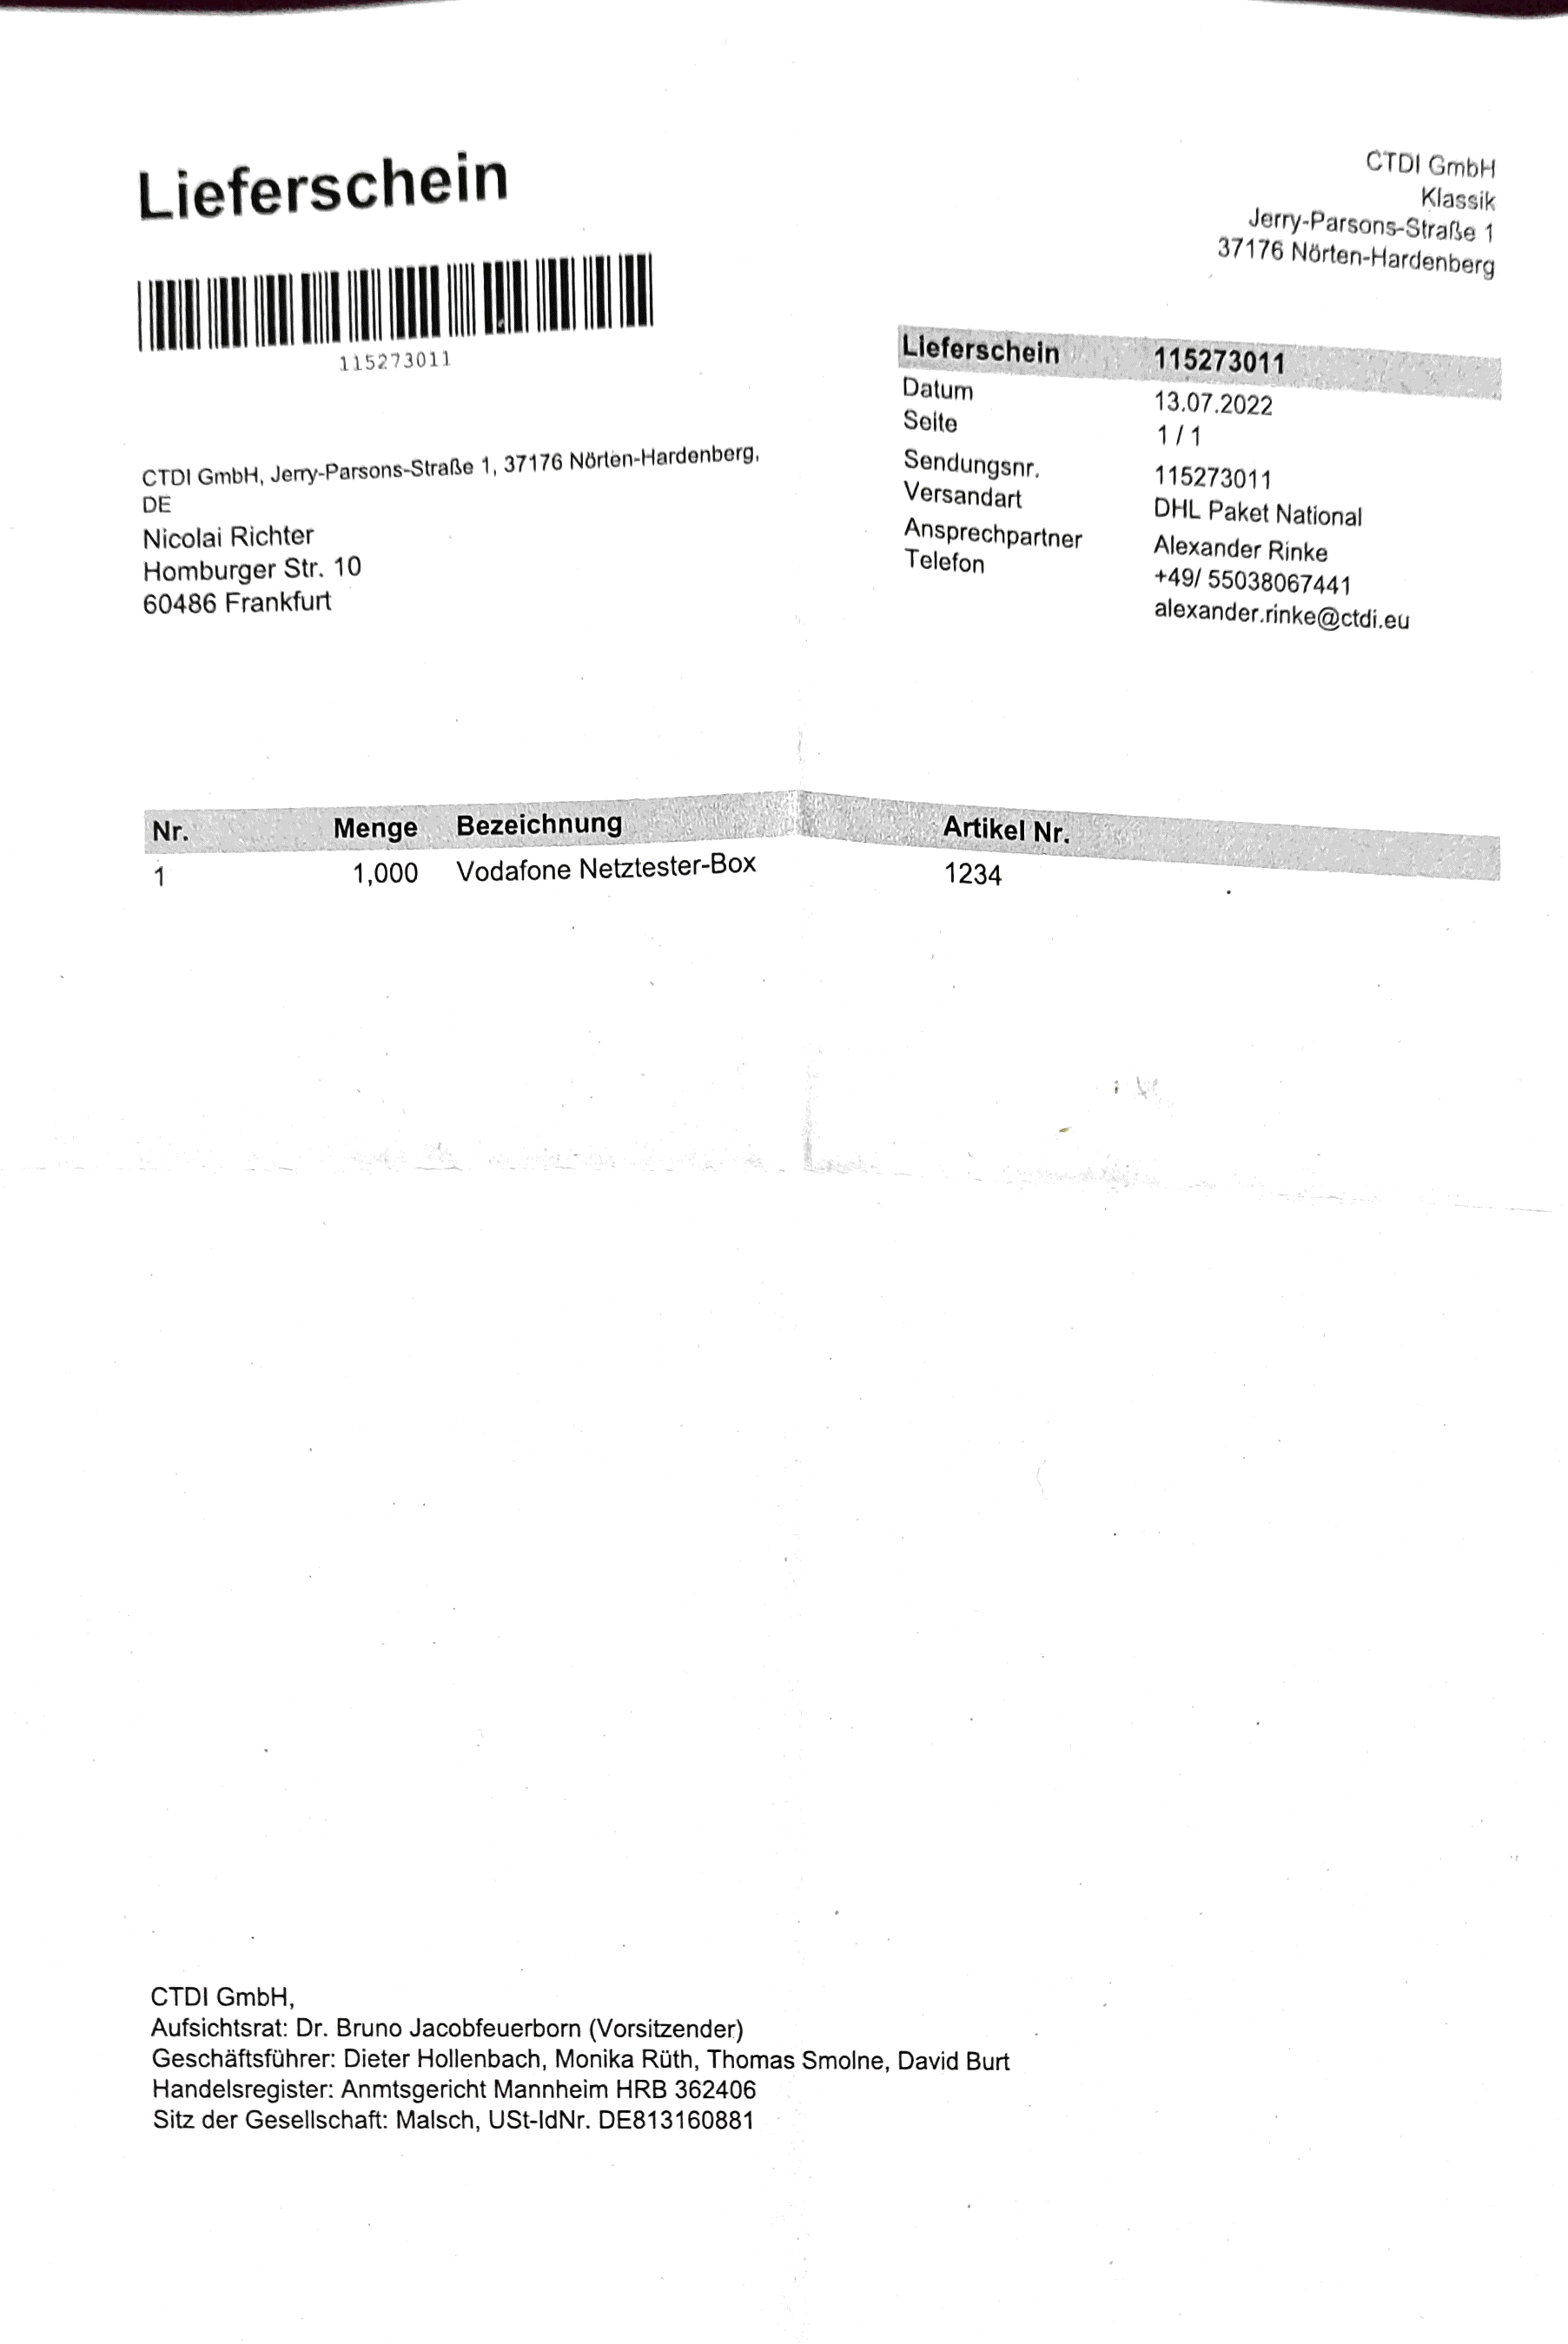 Lieferschein
115273011
CTDI GmbH
Klassik
Jerry-Parsons-Straße 1
37176 Nörten-Hardenberg
Lieferschein 115273011
Datum 13.07.2022
Seite 1 / 1
Sendungsnr. 115273011
Versandart DHL Paket National
Ansprechpartner Alexander Rinke
Telefon +49/ 55038067441
alexander.rinke@ctdi.eu
CTDI GmbH, Jerry-Parsons-Straße 1, 37176 Nörten-Hardenberg,
DE
Nicolai Richter
Homburger Str. 10
60486 Frankfurt
Nr. Menge Bezeichnung Artikel Nr.
1 1,000 Vodafone Netztester-Box 1234
CTDI GmbH,
Aufsichtsrat: Dr. Bruno Jacobfeuerborn (Vorsitzender)
Geschäftsführer: Dieter Hollenbach, Monika Rüth, Thomas Smolne, David Burt
Handelsregister: Anmtsgericht Mannheim HRB 362406
Sitz der Gesellschaft: Malsch, USt-IdNr. DE813160881